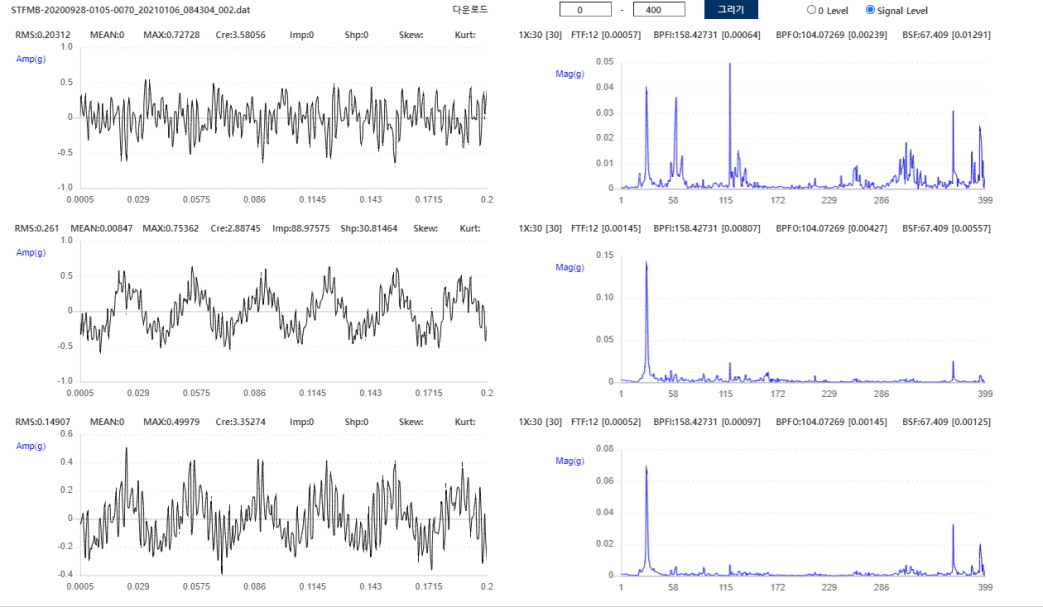 STFMB-20200928-0105-0070_20210106_084304_002.dat 다운로드 0 - 400 그리기 0 Level Signal Level
RMS:0.20312 MEAN:0 MAX:0.72728 Cre:3.58056 Imp:0 Shp:0 Skew: Kurt: 1X:30 [30] FTF:12 [0.00057] BPFI:158.42731 [0.00064] BPFO:104.07269 [0.00239] BSF:67.409 [0.01291]
Amp(g)
1.0
0.5
0
-0.5
-1.0
0.0005 0.029 0.0575 0.086 0.1145 0.143 0.1715 0.2
Mag(g)
0.05
0.04
0.03
0.02
0.01
0
1 58 115 172 229 286 399
RMS:0.261 MEAN:0.00847 MAX:0.75362 Cre:2.88745 Imp:88.97575 Shp:30.81464 Skew: Kurt: 1X:30 [30] FTF:12 [0.00145] BPFI:158.42731 [0.00807] BPFO:104.07269 [0.00427] BSF:67.409 [0.00557]
Amp(g)
1.0
0.5
0
-0.5
-1.0
0.0005 0.029 0.0575 0.086 0.1145 0.143 0.1715 0.2
Mag(g)
0.15
0.10
0.05
0
1 58 115 172 229 286 399
RMS:0.14907 MEAN:0 MAX:0.49979 Cre:3.35274 Imp:0 Shp:0 Skew: Kurt: 1X:30 [30] FTF:12 [0.00052] BPFI:158.42731 [0.00097] BPFO:104.07269 [0.00145] BSF:67.409 [0.00125]
Amp(g)
0.6
0.4
0.2
0
-0.2
-0.4
0.0005 0.029 0.0575 0.086 0.1145 0.143 0.1715 0.2
Mag(g)
0.08
0.06
0.04
0.02
0
1 58 115 172 229 286 399